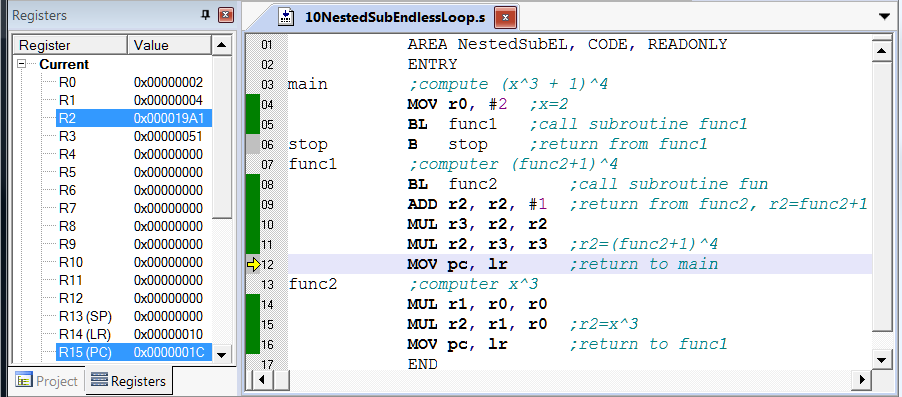 Registers
Register Value
Current
R0 0x00000002
R1 0x00000004
R2 0x000019A1
R3 0x00000051
R4 0x00000000
R5 0x00000000
R6 0x00000000
R7 0x00000000
R8 0x00000000
R9 0x00000000
R10 0x00000000
R11 0x00000000
R12 0x00000000
R13 (SP) 0x00000000
R14 (LR) 0x00000010
R15 (PC) 0x0000001C
Project Registers
10NestedSubEndlessLoop.s
01 AREA NestedSubEL, CODE, READONLY
02 ENTRY
03 main ;compute (x^3 + 1)^4
04 MOV r0, #2 ;x=2
05 BL func1 ;call subroutine func1
06 stop B stop ;return from func1
07 func1 ;computer (func2+1)^4
08 BL func2 ;call subroutine fun
09 ADD r2, r2, #1 ;return from func2, r2=func2+1
10 MUL r3, r2, r2
11 MUL r2, r3, r3 ;r2=(func2+1)^4
12 MOV pc, lr ;return to main
13 func2 ;computer x^3
14 MUL r1, r0, r0
15 MUL r2, r1, r0 ;r2=x^3
16 MOV pc, lr ;return to func1
17 END